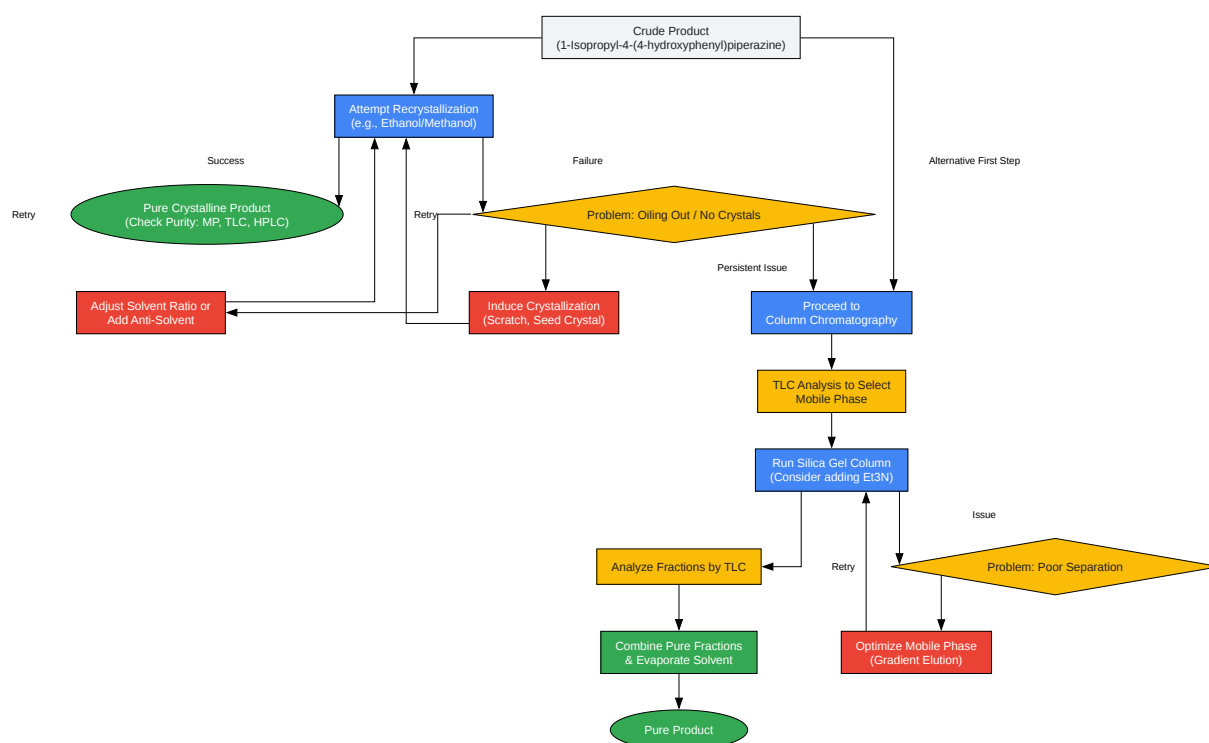 Crude Product
(1-Isopropyl-4-(4-hydroxyphenyl)piperazine)
Attempt Recrystallization
(e.g., Ethanol/Methanol)
Success
Failure
Alternative First Step
Retry
Pure Crystalline Product
(Check Purity: MP, TLC, HPLC)
Retry
Problem: Oiling Out / No Crystals
Persistent Issue
Adjust Solvent Ratio or
Add Anti-Solvent
Induce Crystallization
(Scratch, Seed Crystal)
Proceed to
Column Chromatography
TLC Analysis to Select
Mobile Phase
Run Silica Gel Column
(Consider adding Et3N)
Issue
Analyze Fractions by TLC
Retry
Problem: Poor Separation
Combine Pure Fractions
& Evaporate Solvent
Optimize Mobile Phase
(Gradient Elution)
Pure Product